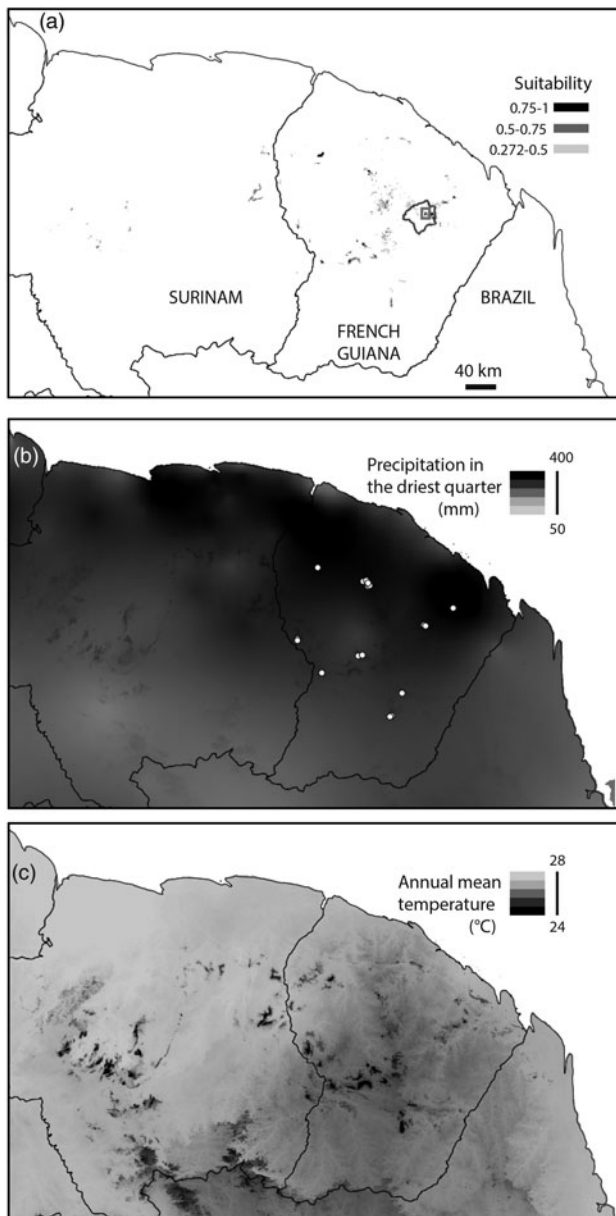 (a)
Suitability
0.75-1
0.5-0.75
0.272-0.5
SURINAM
FRENCH
GUIANA
BRAZIL
40 km
(b)
Precipitation in
the driest quarter
(mm)
400
50
(c)
Annual mean
temperature
(°C)
28
24